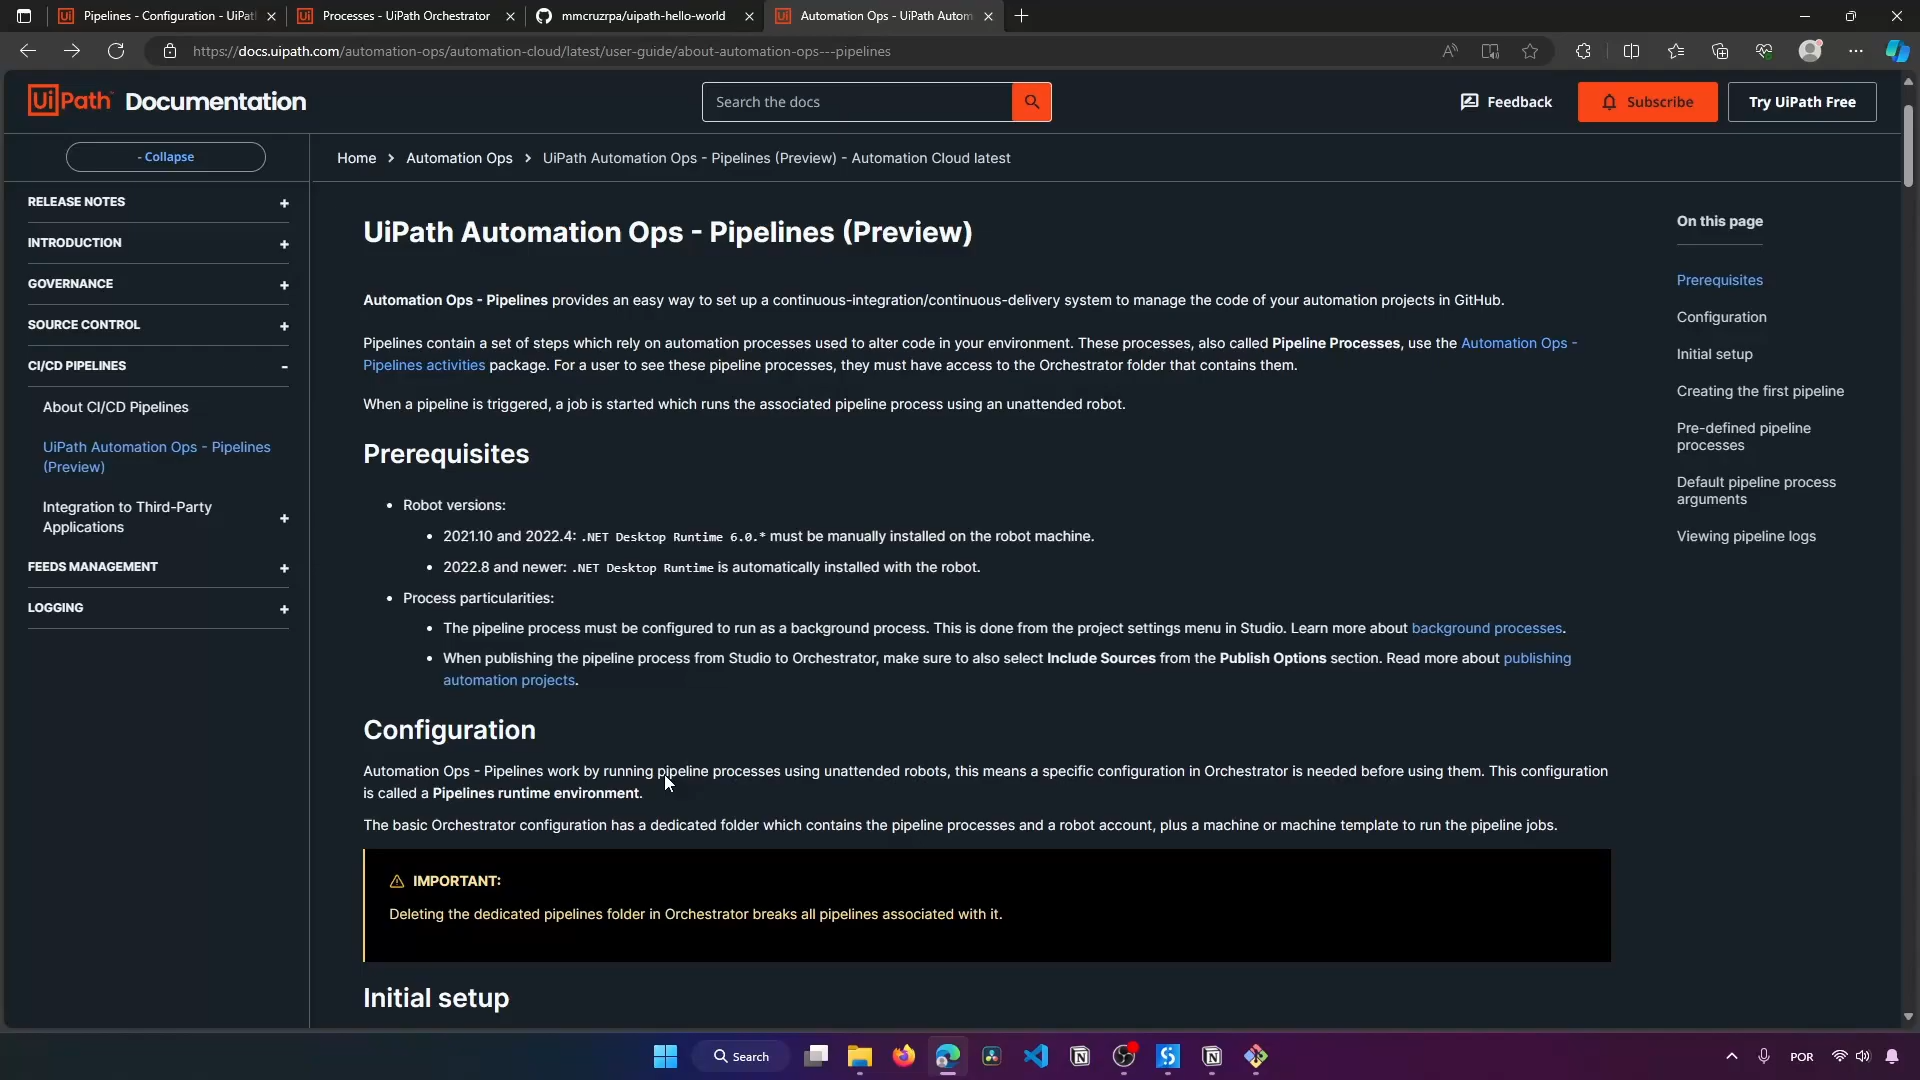 Pipelines - Configuration - UiPat
Processes - UiPath Orchestrator
mmcruzrpa/uipath-hello-world
Automation Ops - UiPath Autom
https://docs.uipath.com/automation-ops/automation-cloud/latest/user-guide/about-automation-ops---pipelines
UiPath Documentation
Search the docs
Feedback
Subscribe
Try UiPath Free
- Collapse
Home > Automation Ops > UiPath Automation Ops - Pipelines (Preview) - Automation Cloud latest
RELEASE NOTES +
INTRODUCTION +
GOVERNANCE +
SOURCE CONTROL +
CI/CD PIPELINES -
About CI/CD Pipelines
UiPath Automation Ops - Pipelines
(Preview)
Integration to Third-Party
Applications +
FEEDS MANAGEMENT +
LOGGING +
UiPath Automation Ops - Pipelines (Preview)
Automation Ops - Pipelines provides an easy way to set up a continuous-integration/continuous-delivery system to manage the code of your automation projects in GitHub.
Pipelines contain a set of steps which rely on automation processes used to alter code in your environment. These processes, also called Pipeline Processes, use the Automation Ops -
Pipelines activities package. For a user to see these pipeline processes, they must have access to the Orchestrator folder that contains them.
When a pipeline is triggered, a job is started which runs the associated pipeline process using an unattended robot.
Prerequisites
• Robot versions:
• 2021.10 and 2022.4: .NET Desktop Runtime 6.0.* must be manually installed on the robot machine.
• 2022.8 and newer: .NET Desktop Runtime is automatically installed with the robot.
• Process particularities:
• The pipeline process must be configured to run as a background process. This is done from the project settings menu in Studio. Learn more about background processes.
• When publishing the pipeline process from Studio to Orchestrator, make sure to also select Include Sources from the Publish Options section. Read more about publishing
automation projects.
Configuration
Automation Ops - Pipelines work by running pipeline processes using unattended robots, this means a specific configuration in Orchestrator is needed before using them. This configuration
is called a Pipelines runtime environment.
The basic Orchestrator configuration has a dedicated folder which contains the pipeline processes and a robot account, plus a machine or machine template to run the pipeline jobs.
IMPORTANT:
Deleting the dedicated pipelines folder in Orchestrator breaks all pipelines associated with it.
Initial setup
On this page
Prerequisites
Configuration
Initial setup
Creating the first pipeline
Pre-defined pipeline
processes
Default pipeline process
arguments
Viewing pipeline logs
Search
POR